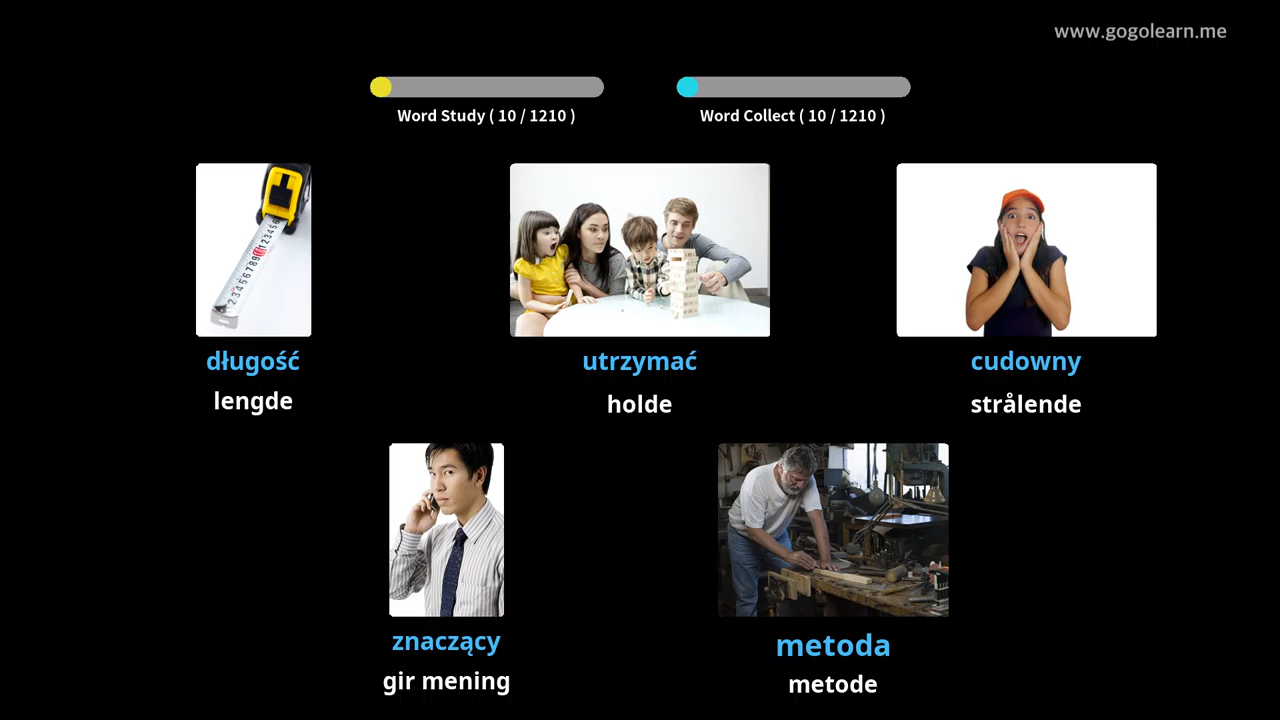 www.gogolearn.me
Word Study ( 10 / 1210 )
Word Collect ( 10 / 1210 )
długość
lengde
utrzymać
holde
cudowny
strålende
znaczący
gir mening
metoda
metode